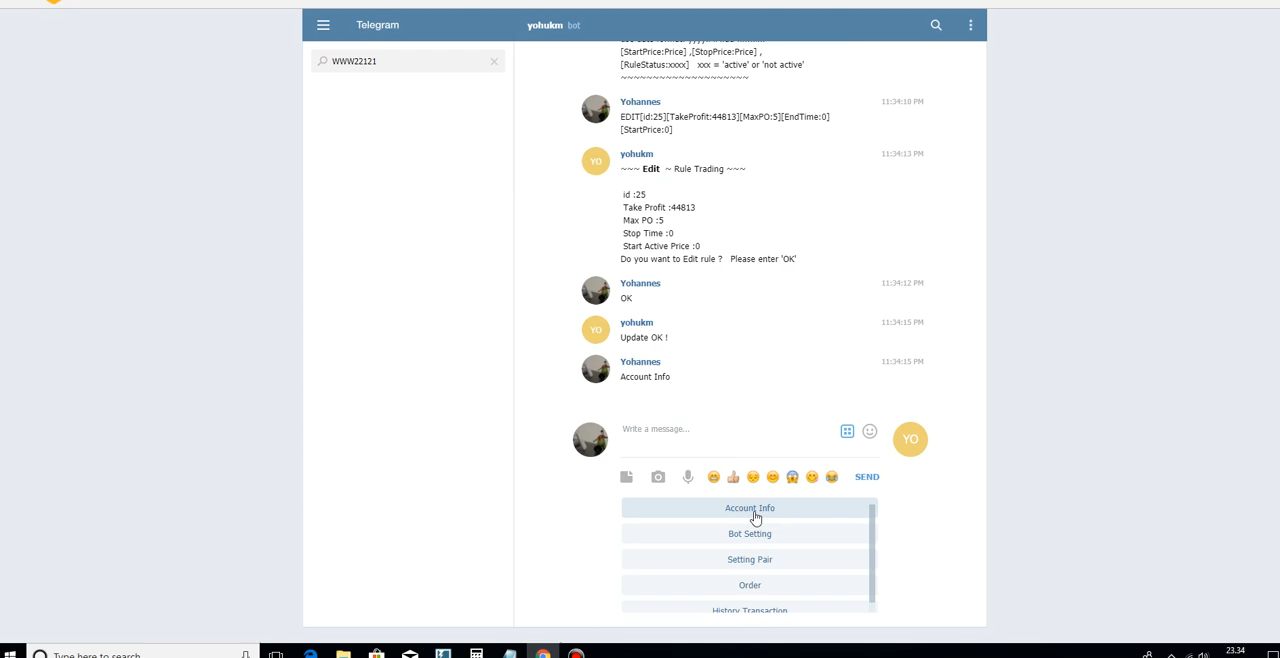 Telegram
yohukm bot
WWW22121
[StartPrice:Price] ,[StopPrice:Price] ,
[RuleStatus:xxxx] xxx = 'active' or 'not active'
~~~~~~~~~~~~~~~~~~~~
Yohannes 11:34:10 PM
EDIT[id:25][TakeProfit:44813][MaxPO:5][EndTime:0]
[StartPrice:0]
YO
yohukm 11:34:13 PM
~~~ Edit ~ Rule Trading ~~~
id :25
Take Profit :44813
Max PO :5
Stop Time :0
Start Active Price :0
Do you want to Edit rule ? Please enter 'OK'
Yohannes 11:34:12 PM
OK
YO
yohukm 11:34:15 PM
Update OK !
Yohannes 11:34:15 PM
Account Info
Write a message...
YO
SEND
Account Info
Bot Setting
Setting Pair
Order
History Transaction
Type here to search
23.34